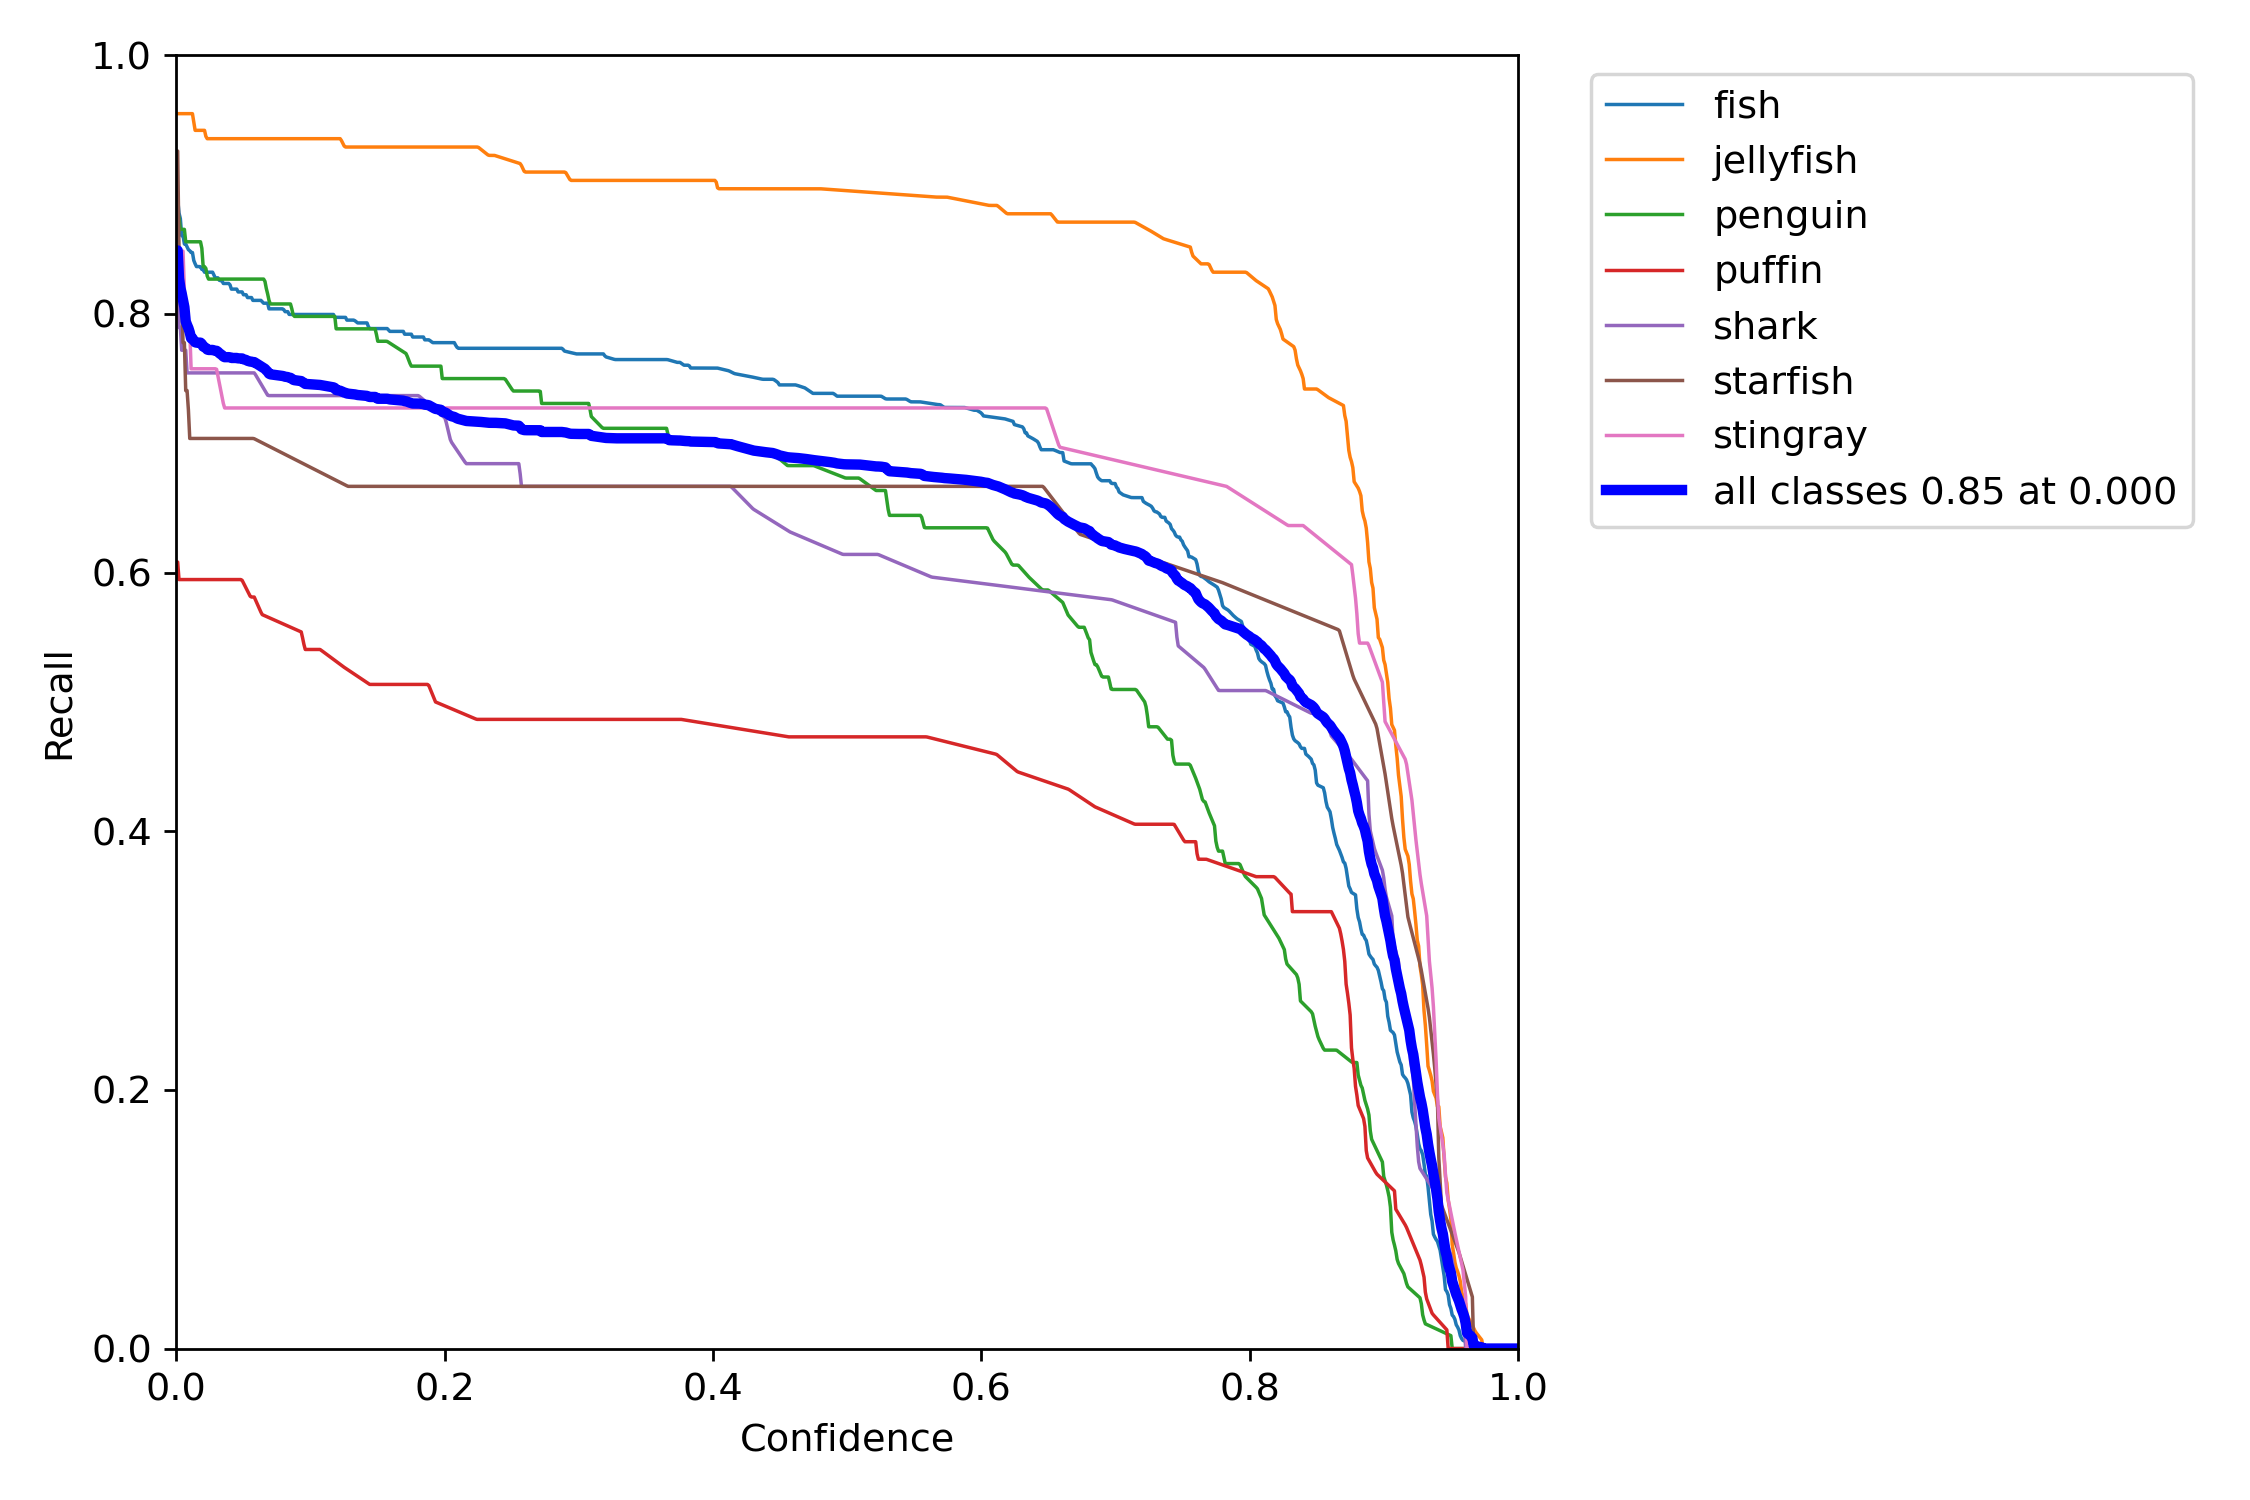 1.0
0.8
0.6
0.4
0.2
0.0
Recall
0.0 0.2 0.4 0.6 0.8 1.0
Confidence
fish
jellyfish
penguin
puffin
shark
starfish
stingray
all classes 0.85 at 0.000